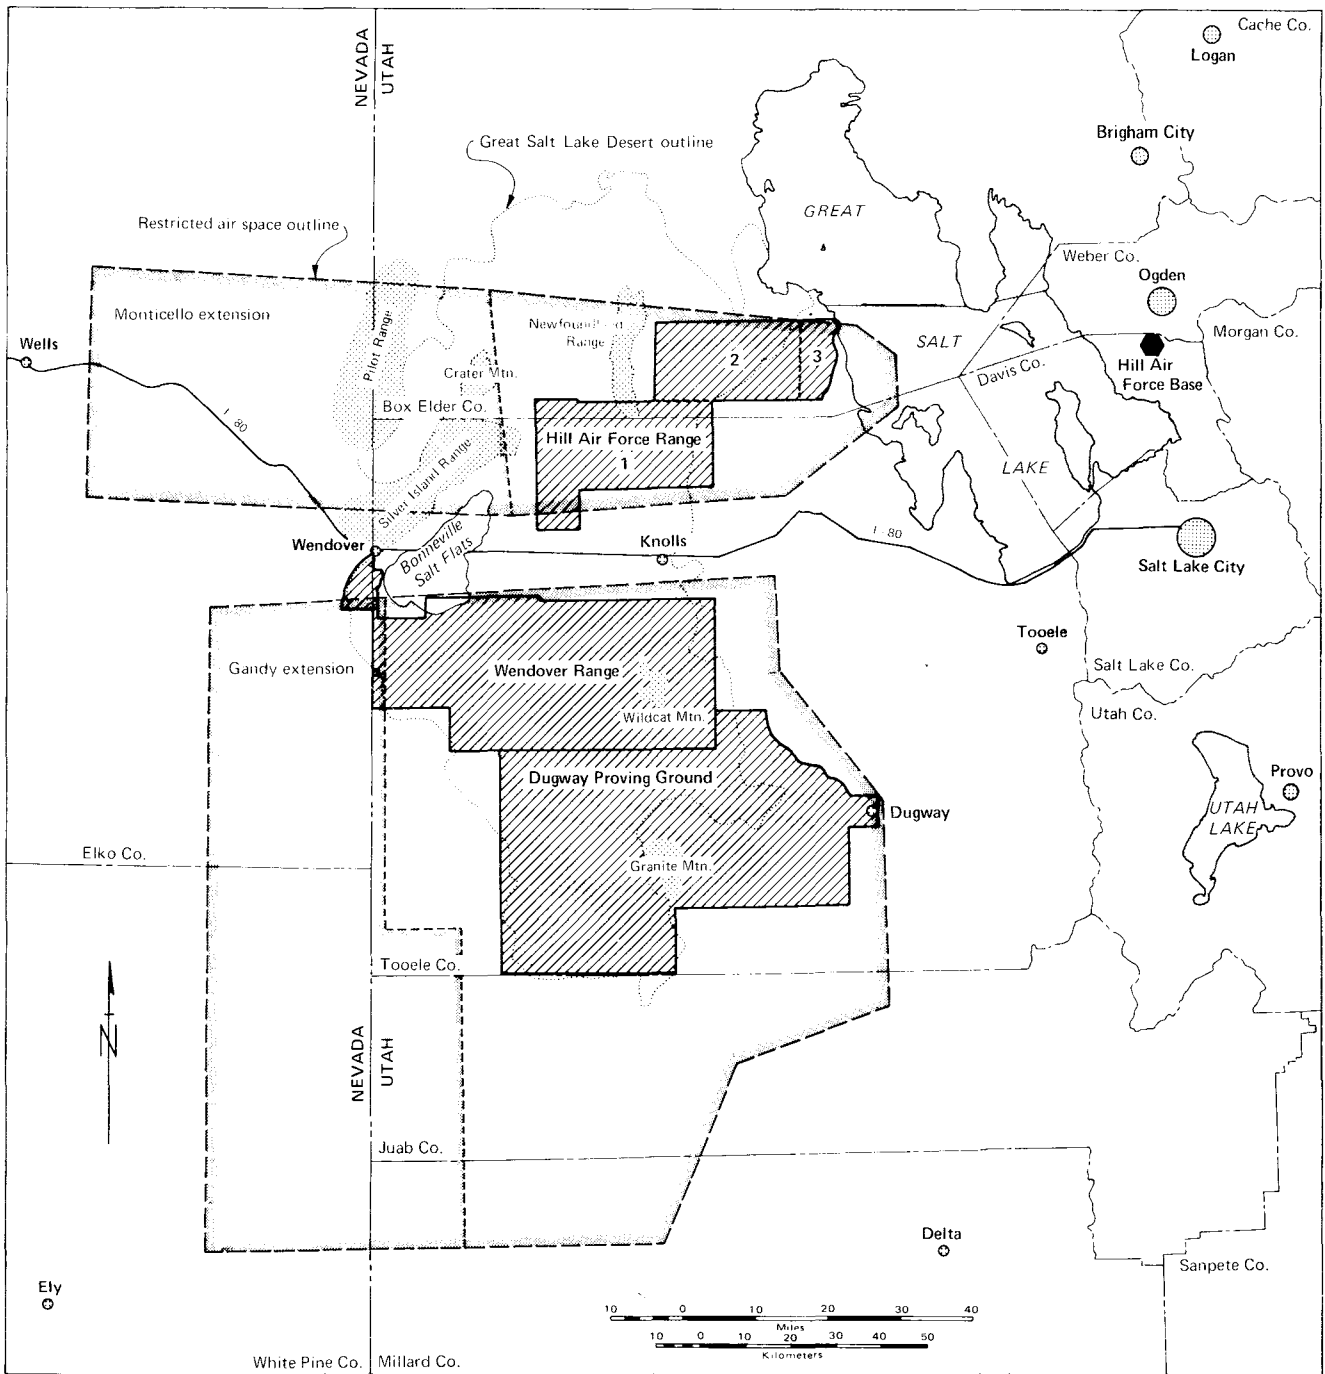 NEVADA
UTAH
Cache Co.
Logan
Great Salt Lake Desert outline
Brigham City
GREAT
Restricted air space outline
Weber Co.
Ogden
Monticello extension
Newfoundland
Range
Pilot Range
Morgan Co.
Wells
2
3
SALT
Hill Air
Force Base
Davis Co.
Crater Mtn.
Box Elder Co.
I-80
Hill Air Force Range
1
Silver Island Range
LAKE
Wendover
Bonneville
Salt Flats
Knolls
I-80
Salt Lake City
Tooele
Gandy extension
Wendover Range
Salt Lake Co.
Utah Co.
Wildcat Mtn.
Dugway Proving Ground
Provo
Dugway
UTAH
LAKE
Elko Co.
Granite Mtn.
Tooele Co.
N
NEVADA
UTAH
Juab Co.
Delta
Sanpete Co.
Ely
10 0 10 20 30 40
Miles
10 0 10 20 30 40 50
Kilometers
White Pine Co.
Millard Co.